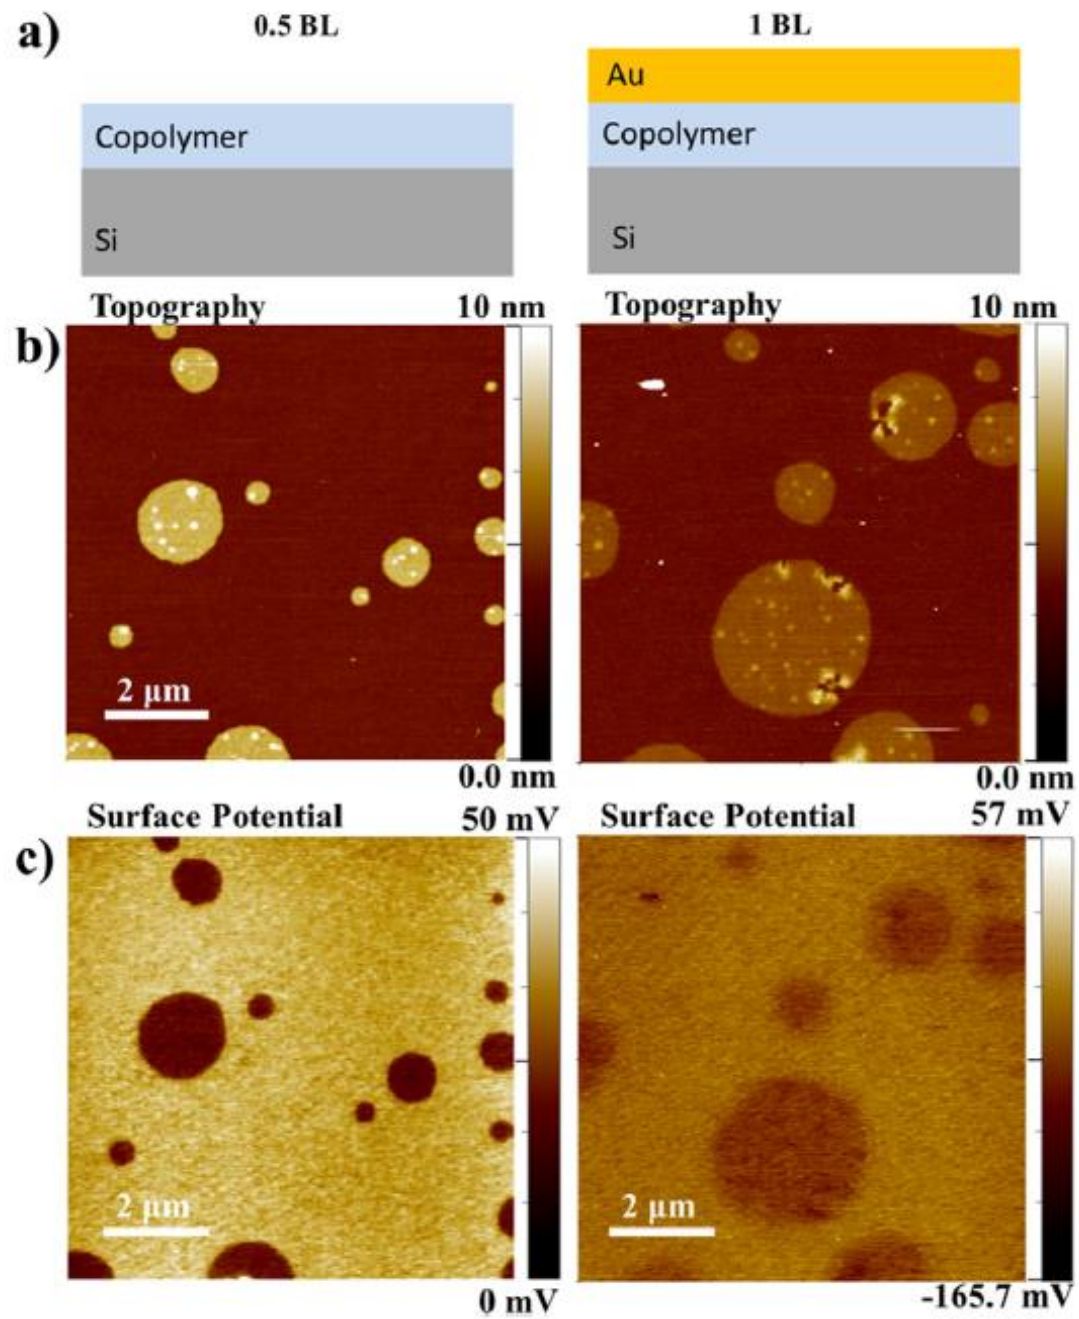 a)
0.5 BL
1 BL
Au
Copolymer
Copolymer
Si
Si
Topography
10 nm
Topography
10 nm
b)
2 μm
0.0 nm
0.0 nm
Surface Potential
50 mV
Surface Potential
57 mV
c)
2 μm
2 μm
0 mV
-165.7 mV